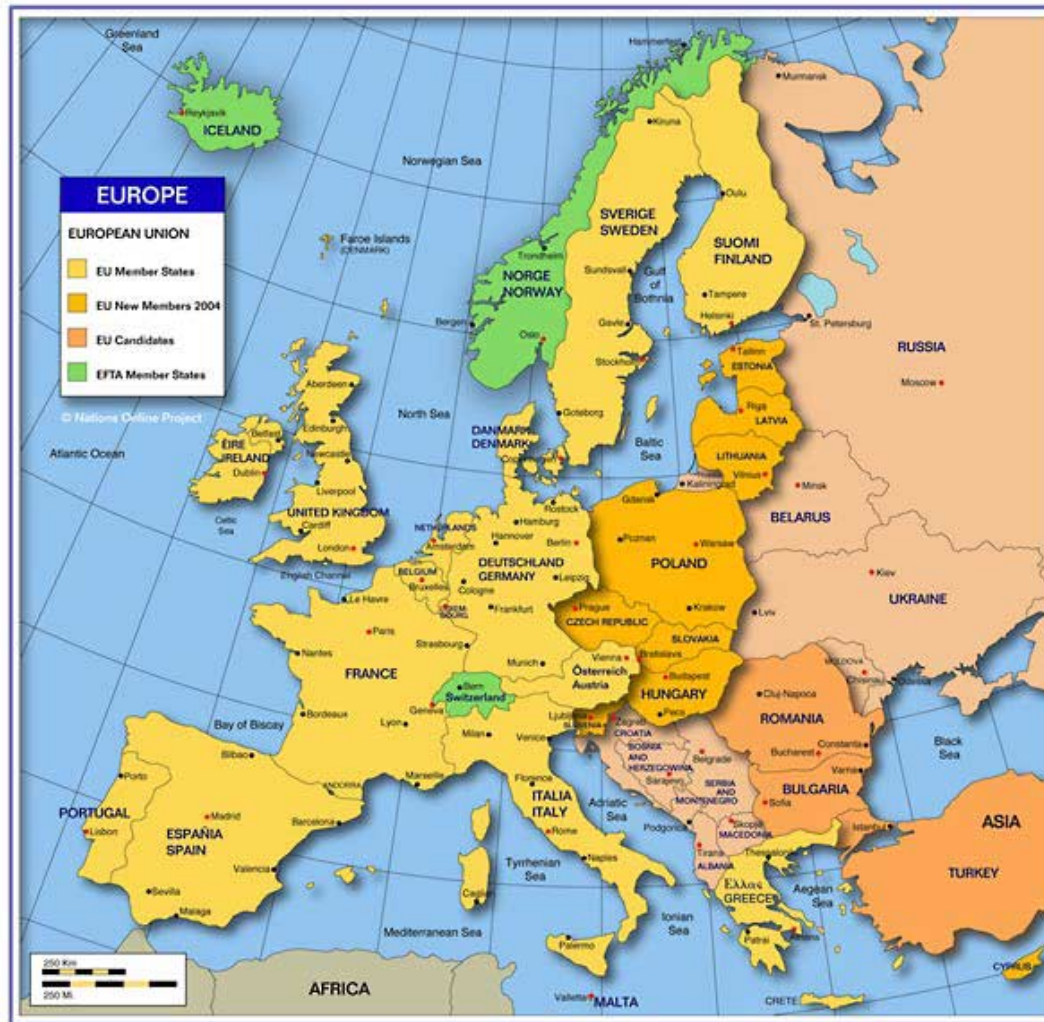 Greenland
Sea
Hammerfest
Murmansk
Reykjavik
ICELAND
Kiruna
Norwegian Sea
EUROPE
EUROPEAN UNION
EU Member States
EU New Members 2004
EU Candidates
EFTA Member States
© Nations Online Project
Oulu
SVERIGE
SWEDEN
SUOMI
FINLAND
Faroe Islands
(DENMARK)
Trondheim
Sundsvall
Gulf
of
Bothnia
NORGE
NORWAY
Tampere
Bergen
Gavle
Helsinki
St. Petersburg
Oslo
RUSSIA
Tallinn
ESTONIA
Stockholm
Moscow
Aberdeen
North Sea
Goteborg
Riga
LATVIA
Edinburgh
DANMARK
DENMARK
Baltic
Sea
Atlantic Ocean
Belfast
ÉIRE
IRELAND
Newcastle
LITHUANIA
Dublin
Kaliningrad
Vilnius
Minsk
Liverpool
Gdansk
BELARUS
Celtic
Sea
UNITED KINGDOM
Cardiff
Rostock
Hamburg
NETHERLANDS
Amsterdam
Hannover
Berlin
Poznan
Warsaw
London
English Channel
DEUTSCHLAND
GERMANY
POLAND
BELGIUM
Bruxelles
Cologne
Leipzig
Kiev
UKRAINE
Le Havre
Frankfurt
Prague
CZECH REPUBLIC
Krakow
Lviv
Paris
Strasbourg
SLOVAKIA
Nantes
Munich
Vienna
Bratislava
Österreich
Austria
MOLDOVA
FRANCE
Budapest
HUNGARY
Bern
Switzerland
Geneva
Cluj-Napoca
Bay of Biscay
Bordeaux
Lyon
Milan
Venice
Ljubljana
SLOVENIA
Zagreb
CROATIA
Pecs
ROMANIA
Bilbao
BOSNIA
AND
HERZEGOWINA
Belgrade
Bucharest
Constanta
Black
Sea
Porto
Marseille
Florence
Sarajevo
SERBIA
AND
MONTENEGRO
Varna
BULGARIA
ANDORRA
PORTUGAL
Madrid
Barcelona
ITALIA
ITALY
Adriatic
Sea
Sofia
Lisbon
ESPAÑIA
SPAIN
Rome
Podgorica
Skopje
MACEDONIA
Istanbul
ASIA
Tirana
ALBANIA
Valencia
Tyrrhenian
Sea
Naples
TURKEY
Sevilla
Ελλας
GREECE
Aegean
Sea
Malaga
Ionian
Sea
Mediterranean Sea
Palermo
Patrai
250 Km
250 Mi.
AFRICA
Valletta
MALTA
CRETE
CYPRUS